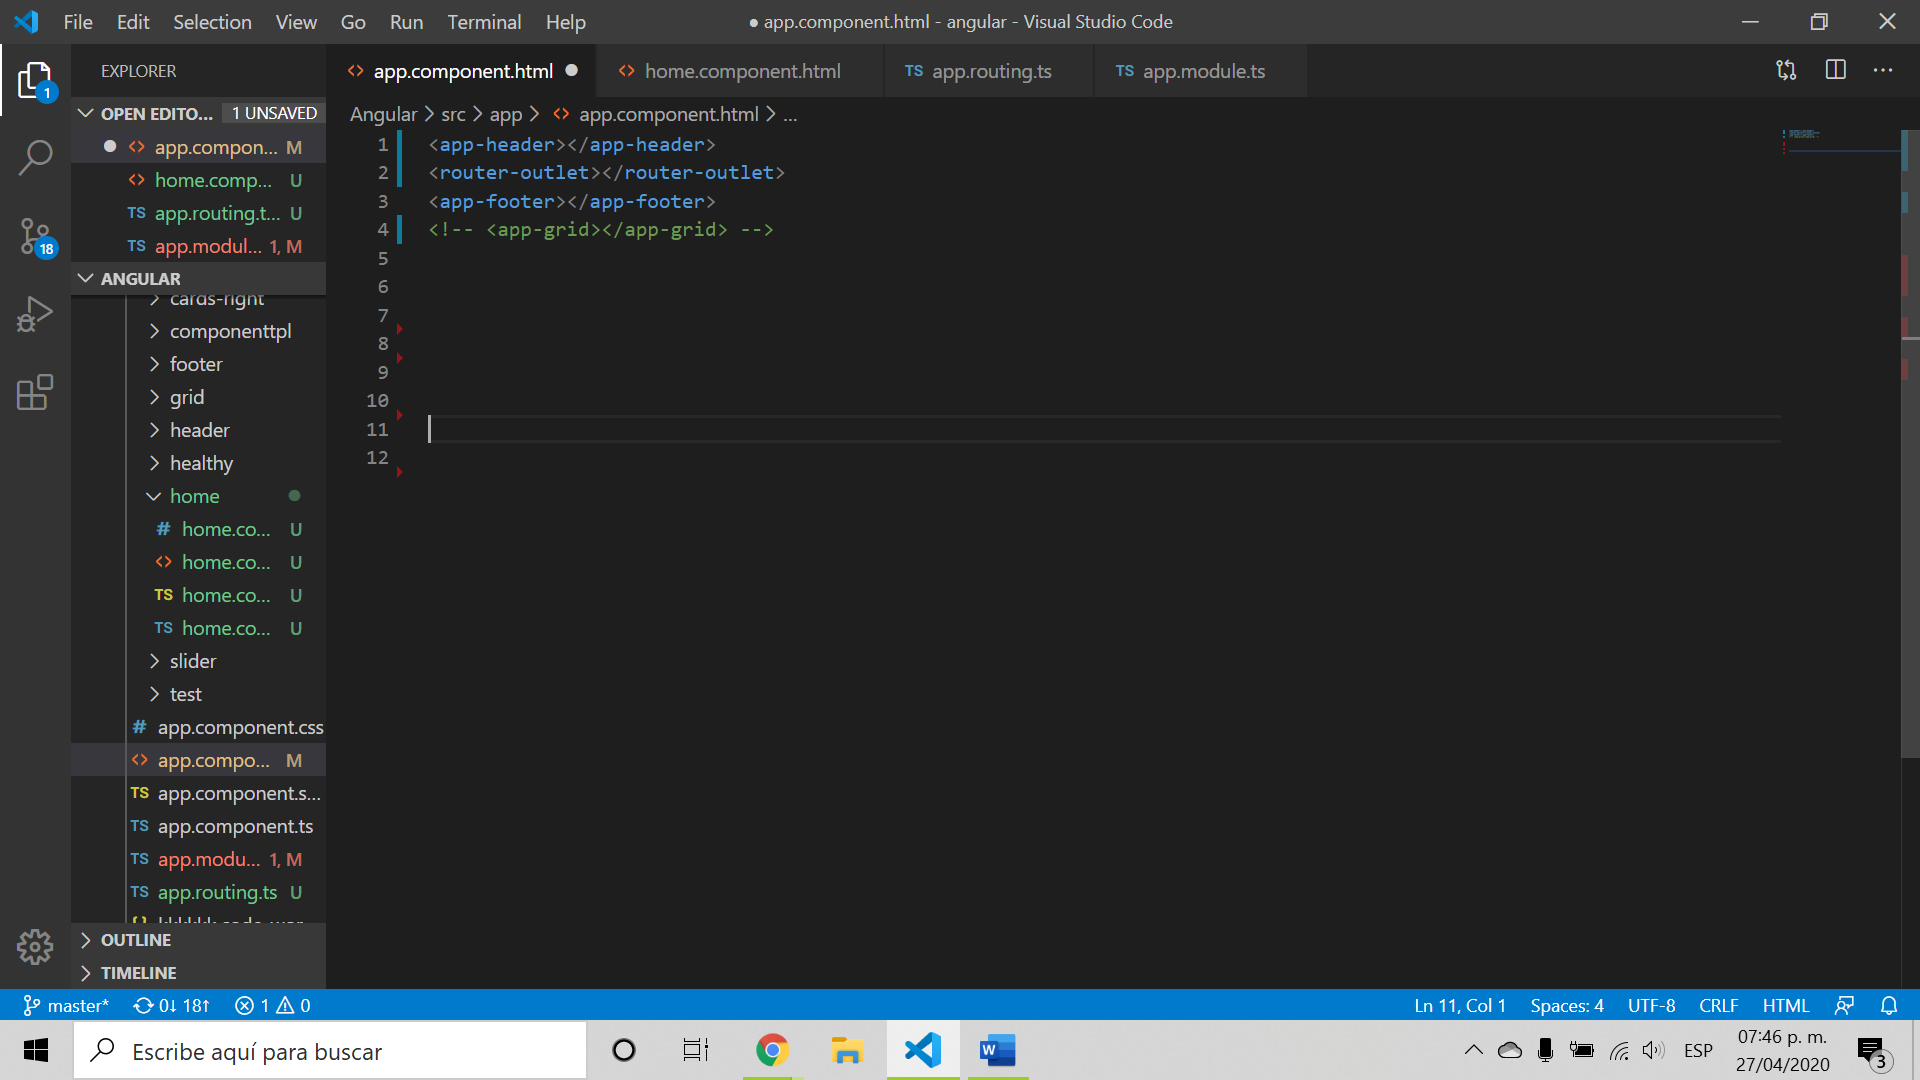 File Edit Selection View Go Run Terminal Help
● app.component.html - angular - Visual Studio Code
EXPLORER
1
OPEN EDITO... 1 UNSAVED
app.compon... M
home.comp... U
app.routing.t... U
app.modul... 1, M
18
ANGULAR
cards-right
componenttpl
footer
grid
header
healthy
home
home.co... U
home.co... U
TS home.co... U
TS home.co... U
slider
test
# app.component.css
app.compo... M
TS app.component.s...
TS app.component.ts
TS app.modu... 1, M
TS app.routing.ts U
OUTLINE
TIMELINE
app.component.html home.component.html TS app.routing.ts TS app.module.ts
Angular > src > app > app.component.html > ...
1 <app-header></app-header>
2 <router-outlet></router-outlet>
3 <app-footer></app-footer>
4 <!-- <app-grid></app-grid> -->
5
6
7
8
9
10
11
12
master* 0↓ 18↑ 1 0
Ln 11, Col 1 Spaces: 4 UTF-8 CRLF HTML
Escribe aquí para buscar
W
ESP
07:46 p. m.
27/04/2020
3